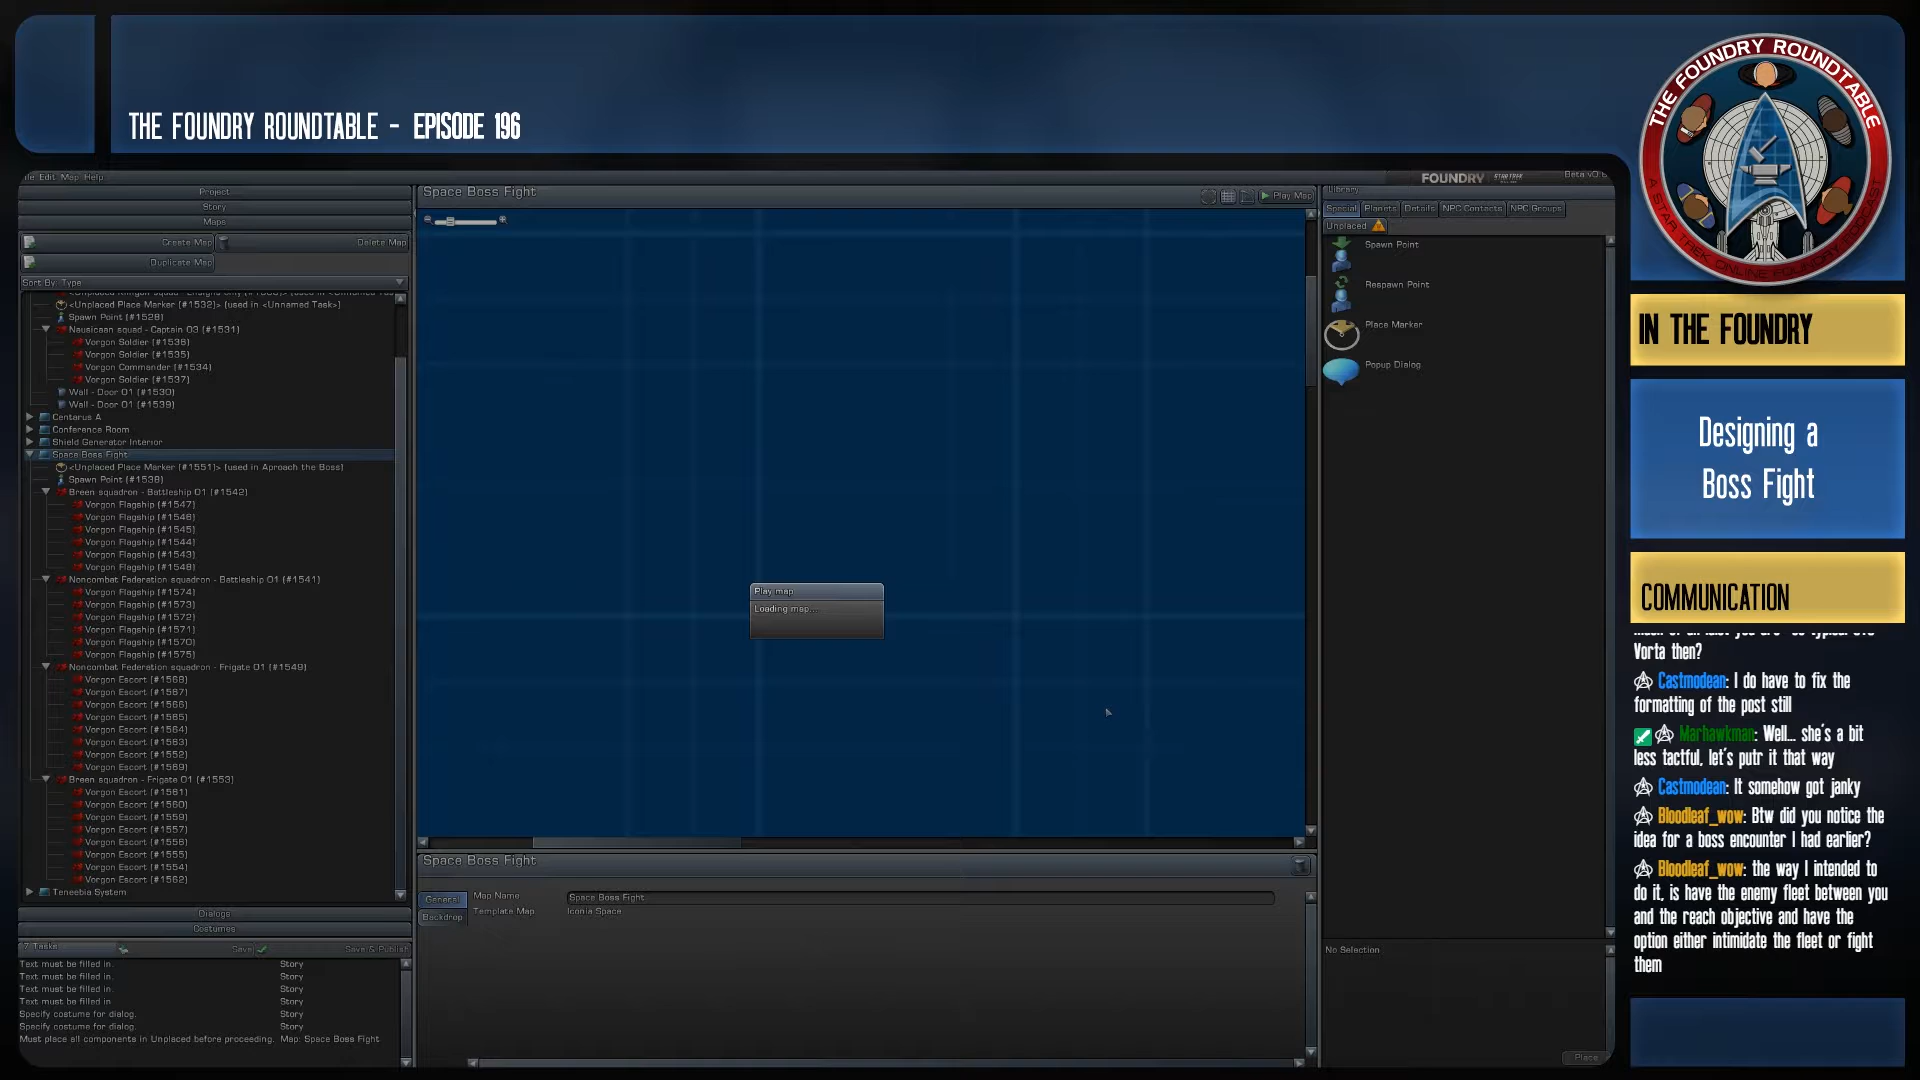 THE FOUNDRY ROUNDTABLE - EPISODE 196
THE FOUNDRY ROUNDTABLE
A STAR TREK ONLINE FOUNDRY PODCAST
ile Edit Map Help
FOUNDRY STAR TREK
Beta v0.
Project
Story
Maps
Create Map
Delete Map
Duplicate Map
Sort By: Type
<Unplaced Place Marker (#1532)> (used in <Unnamed Task>)
Spawn Point (#1528)
Nausicaan squad - Captain 03 (#1531)
Vorgon Soldier (#1536)
Vorgon Soldier (#1535)
Vorgon Commander (#1534)
Vorgon Soldier (#1537)
Wall - Door 01 (#1530)
Wall - Door 01 (#1539)
Centarus A
Conference Room
Shield Generator Interior
Space Boss Fight
<Unplaced Place Marker (#1551)> (used in Aproach the Boss)
Spawn Point (#1538)
Breen squadron - Battleship 01 (#1542)
Vorgon Flagship (#1547)
Vorgon Flagship (#1546)
Vorgon Flagship (#1545)
Vorgon Flagship (#1544)
Vorgon Flagship (#1543)
Vorgon Flagship (#1548)
Noncombat Federation squadron - Battleship 01 (#1541)
Vorgon Flagship (#1574)
Vorgon Flagship (#1573)
Vorgon Flagship (#1572)
Vorgon Flagship (#1571)
Vorgon Flagship (#1570)
Vorgon Flagship (#1575)
Noncombat Federation squadron - Frigate 01 (#1549)
Vorgon Escort (#1568)
Vorgon Escort (#1567)
Vorgon Escort (#1566)
Vorgon Escort (#1565)
Vorgon Escort (#1564)
Vorgon Escort (#1563)
Vorgon Escort (#1552)
Vorgon Escort (#1569)
Breen squadron - Frigate 01 (#1553)
Vorgon Escort (#1561)
Vorgon Escort (#1560)
Vorgon Escort (#1559)
Vorgon Escort (#1557)
Vorgon Escort (#1556)
Vorgon Escort (#1555)
Vorgon Escort (#1554)
Vorgon Escort (#1562)
Teneebia System
Dialogs
Costumes
7 Tasks
Save
Save & Publish
Text must be filled in. Story
Text must be filled in. Story
Text must be filled in. Story
Text must be filled in. Story
Specify costume for dialog. Story
Specify costume for dialog. Story
Must place all components in Unplaced before proceeding. Map: Space Boss Fight
Space Boss Fight
Play Map
Play map
Loading map...
Space Boss Fight
General
Backdrop
Map Name Space Boss Fight
Template Map Iconia Space
Library
Special Planets Details NPC Contacts NPC Groups
Unplaced
Spawn Point
Respawn Point
Place Marker
Popup Dialog
No Selection
Place
IN THE FOUNDRY
Designing a
Boss Fight
COMMUNICATION
Vorta then?
Castmodean: I do have to fix the
formatting of the post still
Marhawkman: Well... she's a bit
less tactful, let's putr it that way
Castmodean: It somehow got janky
Bloodleaf_wow: Btw did you notice the
idea for a boss encounter I had earlier?
Bloodleaf_wow: the way I intended to
do it, is have the enemy fleet between you
and the reach objective and have the
option either intimidate the fleet or fight
them